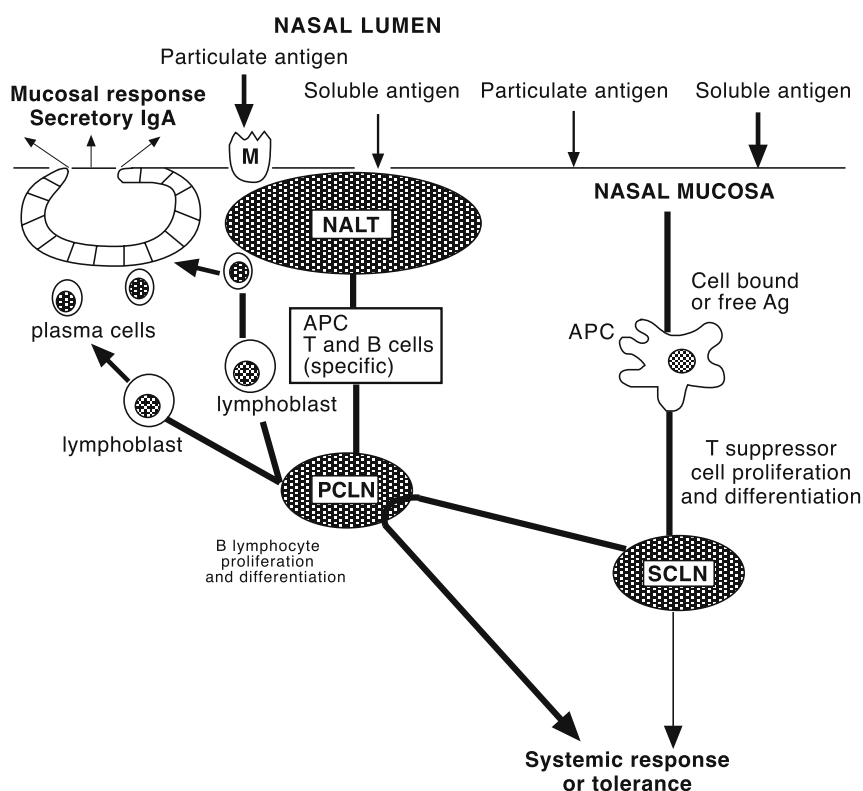 NASAL LUMEN
Particulate antigen
Mucosal response
Secretory IgA
Soluble antigen
Particulate antigen
Soluble antigen
M
NASAL MUCOSA
NALT
Cell bound
or free Ag
APC
plasma cells
APC
T and B cells
(specific)
lymphoblast
lymphoblast
T suppressor
cell proliferation
and differentiation
PCLN
B lymphocyte
proliferation
and differentiation
SCLN
Systemic response
or tolerance